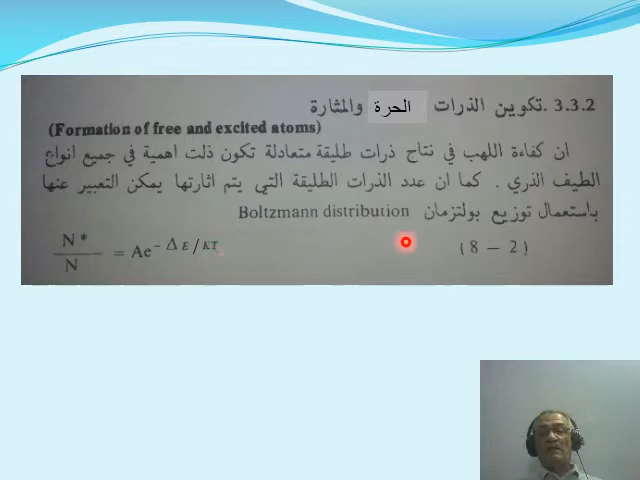 3.3.2. تكوين الذرات الحرة والمثارة
(Formation of free and excited atoms)
ان كفاءة اللهب في نتاج ذرات طليقة متعادلة تكون ذلت اهمية في جميع انواع
الطيف الذري . كما ان عدد الذرات الطليقة التي يتم اثارتها يمكن التعبير عنها
باستعمال توزيع بولتزمان Boltzmann distribution
N* / N = Ae^{-ΔE/KT} (8 – 2)